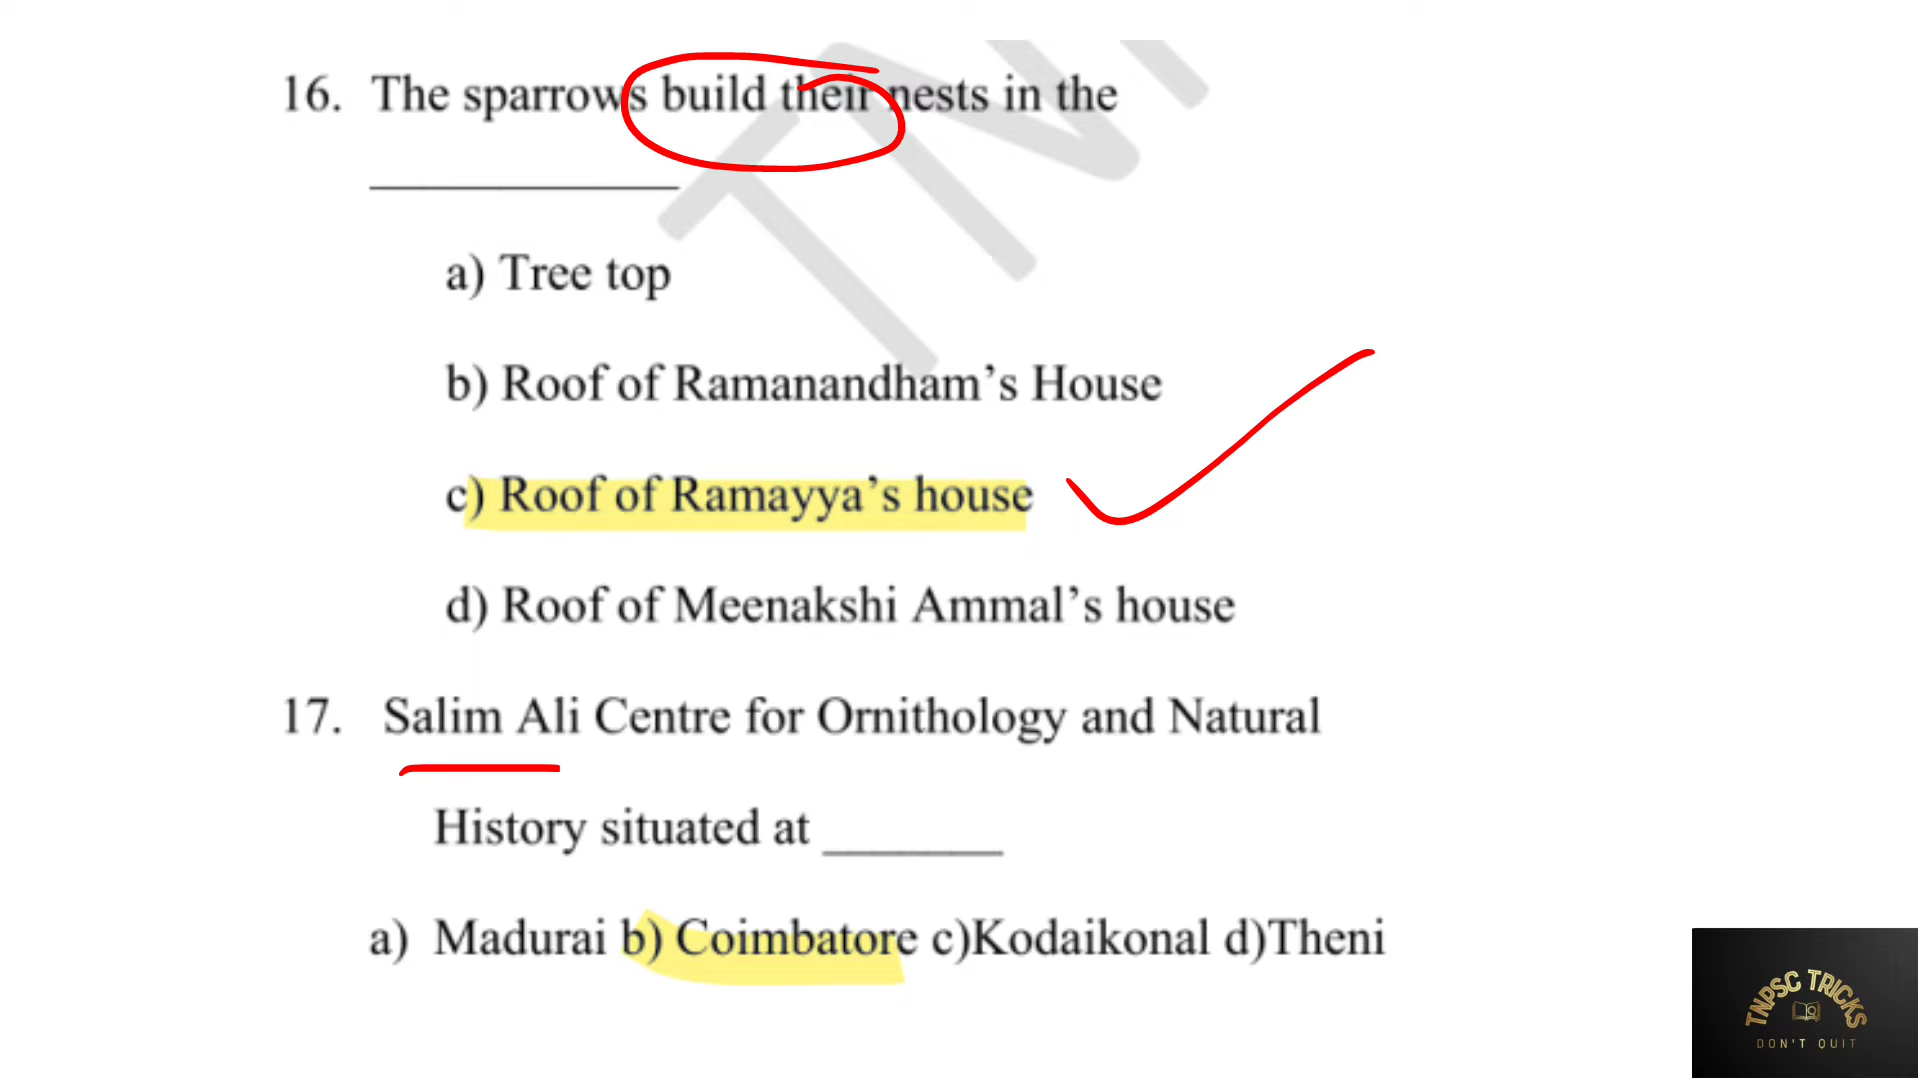 16. The sparrows build their nests in the
______________
a) Tree top
b) Roof of Ramanandham’s House
c) Roof of Ramayya’s house
d) Roof of Meenakshi Ammal’s house
17. Salim Ali Centre for Ornithology and Natural
History situated at _______
a) Madurai b) Coimbatore c)Kodaikonal d)Theni
TNPSC TRICKS
DON'T QUIT